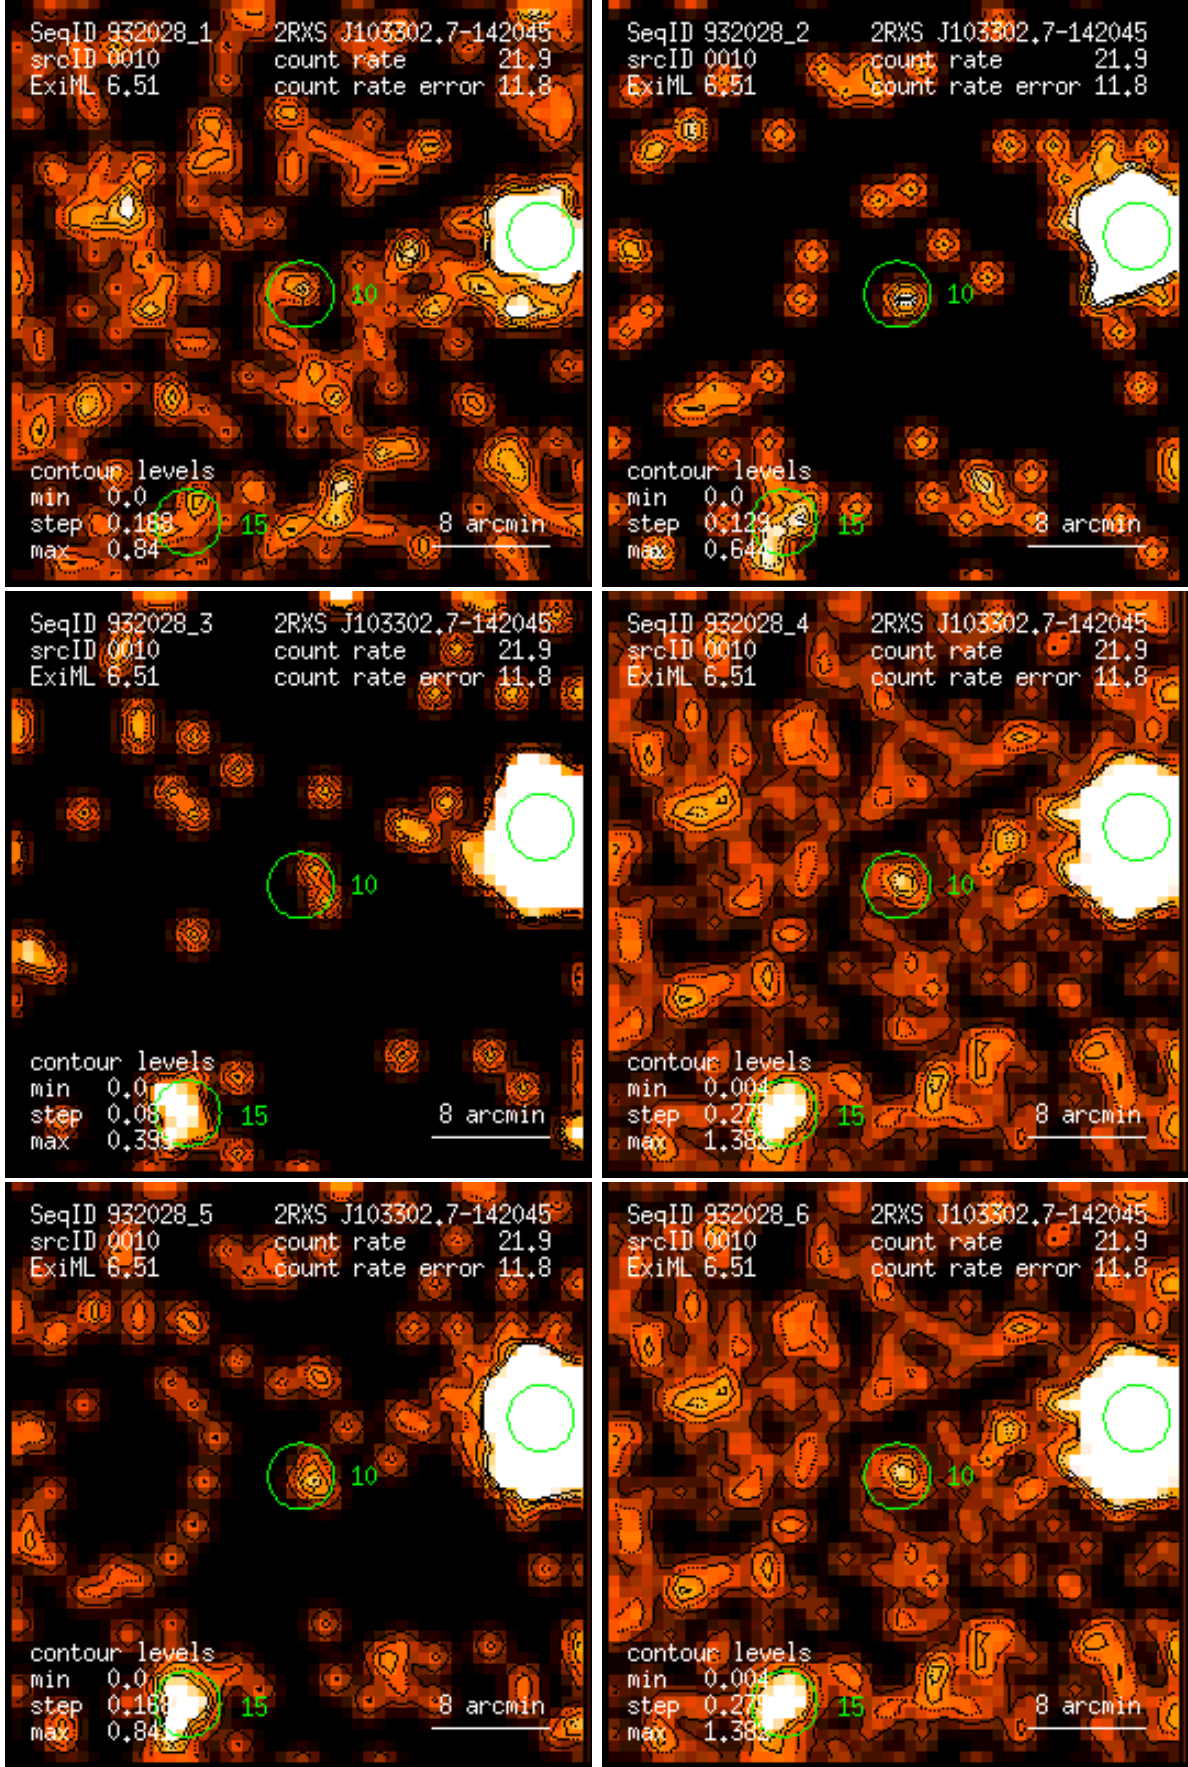 SeqID 932028_1 2RXS J103302.7-142045
srcID 0010 count rate 21.9
ExiML 6.51 count rate error 11.8
10
contour levels
min 0.0
step 0.168
15
8 arcmin
max 0.84
SeqID 932028_2 2RXS J103302.7-142045
srcID 0010 count rate 21.9
ExiML 6.51 count rate error 11.8
10
contour levels
min 0.0
step 0.129
15
8 arcmin
max 0.644
SeqID 932028_3 2RXS J103302.7-142045
srcID 0010 count rate 21.9
ExiML 6.51 count rate error 11.8
10
contour levels
min 0.0
step 0.08
15
8 arcmin
max 0.399
SeqID 932028_4 2RXS J103302.7-142045
srcID 0010 count rate 21.9
ExiML 6.51 count rate error 11.8
10
contour levels
min 0.004
step
15
8 arcmin
max 1.382
SeqID 932028_5 2RXS J103302.7-142045
srcID 0010 count rate 21.9
ExiML 6.51 count rate error 11.8
10
contour levels
min 0.0
step 0.168
15
8 arcmin
max
SeqID 932028_6 2RXS J103302.7-142045
srcID 0010 count rate 21.9
ExiML 6.51 count rate error 11.8
10
contour levels
min 0.004
step
15
8 arcmin
max 1.382